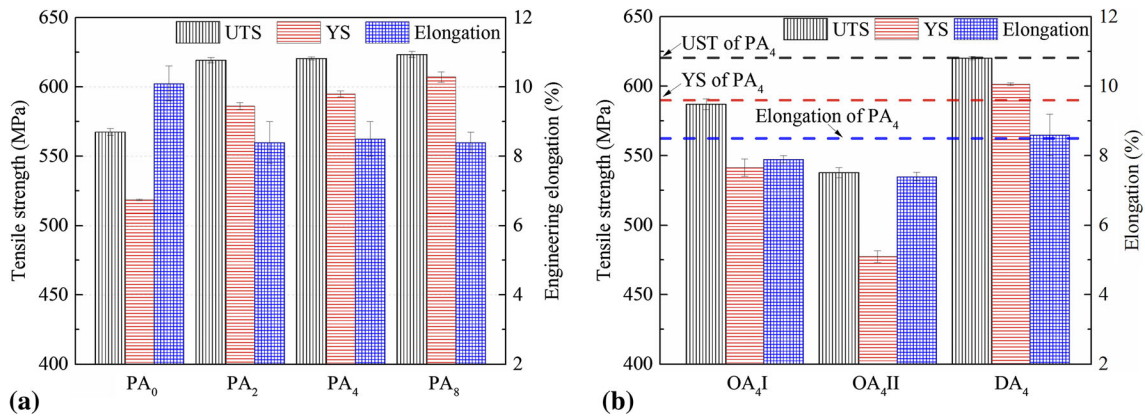 650
600
550
500
450
400
Tensile strength (MPa)
UTS YS Elongation
12
10
8
6
4
2
Engineering elongation (%)
PA0 PA2 PA4 PA8
(a)
650
600
550
500
450
400
Tensile strength (MPa)
UTS YS Elongation
UST of PA4
YS of PA4
Elongation of PA4
12
10
8
6
4
2
Elongation (%)
OA4I OA4II DA4
(b)